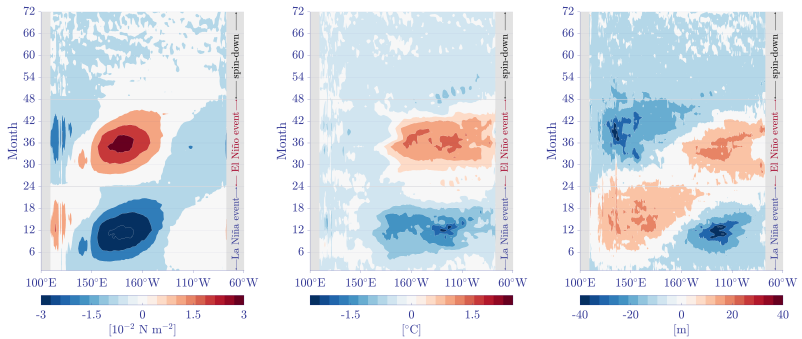 72
66
60
54
48
42
36
30
24
18
12
6
Month
La Niña event
El Niño event
spin-down
100°E
150°E
160°W
110°W
60°W
-3
-1.5
0
1.5
3
[10⁻² N m⁻²]
72
66
60
54
48
42
36
30
24
18
12
6
Month
La Niña event
El Niño event
spin-down
100°E
150°E
160°W
110°W
60°W
-1.5
0
1.5
[°C]
72
66
60
54
48
42
36
30
24
18
12
6
Month
La Niña event
El Niño event
spin-down
100°E
150°E
160°W
110°W
60°W
-40
-20
0
20
40
[m]